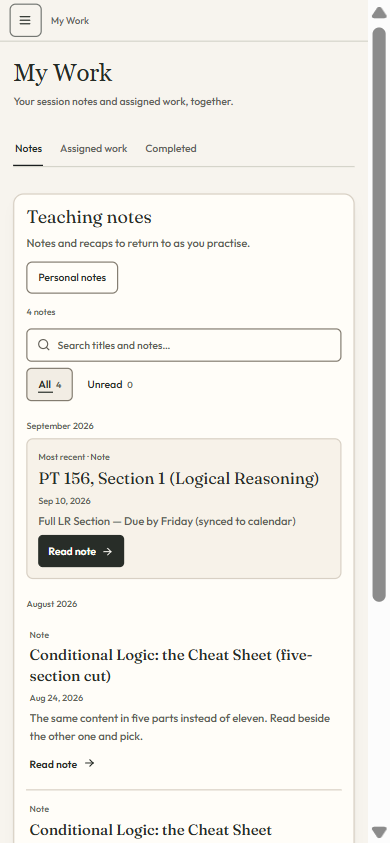 My Work
My Work
Your session notes and assigned work, together.
Notes Assigned work Completed
Teaching notes
Notes and recaps to return to as you practise.
Personal notes
4 notes
Search titles and notes...
All 4 Unread 0
September 2026
Most recent · Note
PT 156, Section 1 (Logical Reasoning)
Sep 10, 2026
Full LR Section — Due by Friday (synced to calendar)
Read note →
August 2026
Note
Conditional Logic: the Cheat Sheet (five-
section cut)
Aug 24, 2026
The same content in five parts instead of eleven. Read beside
the other one and pick.
Read note →
Note
Conditional Logic: the Cheat Sheet